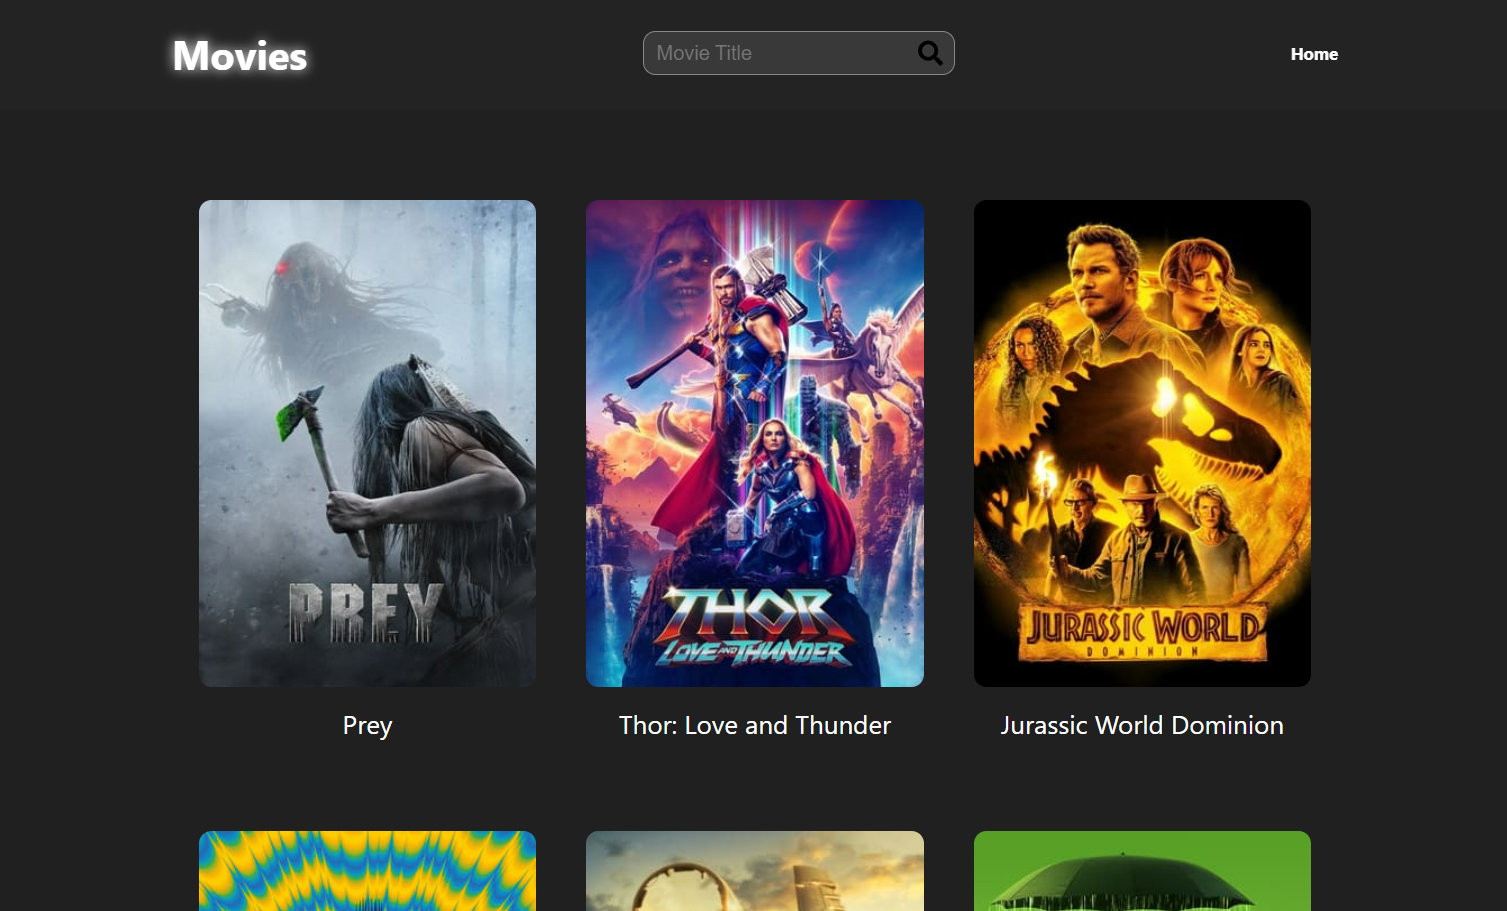 Movies
Movie Title
Home
PREY
THOR
LOVE AND THUNDER
JURASSIC WORLD
DOMINION
Prey
Thor: Love and Thunder
Jurassic World Dominion